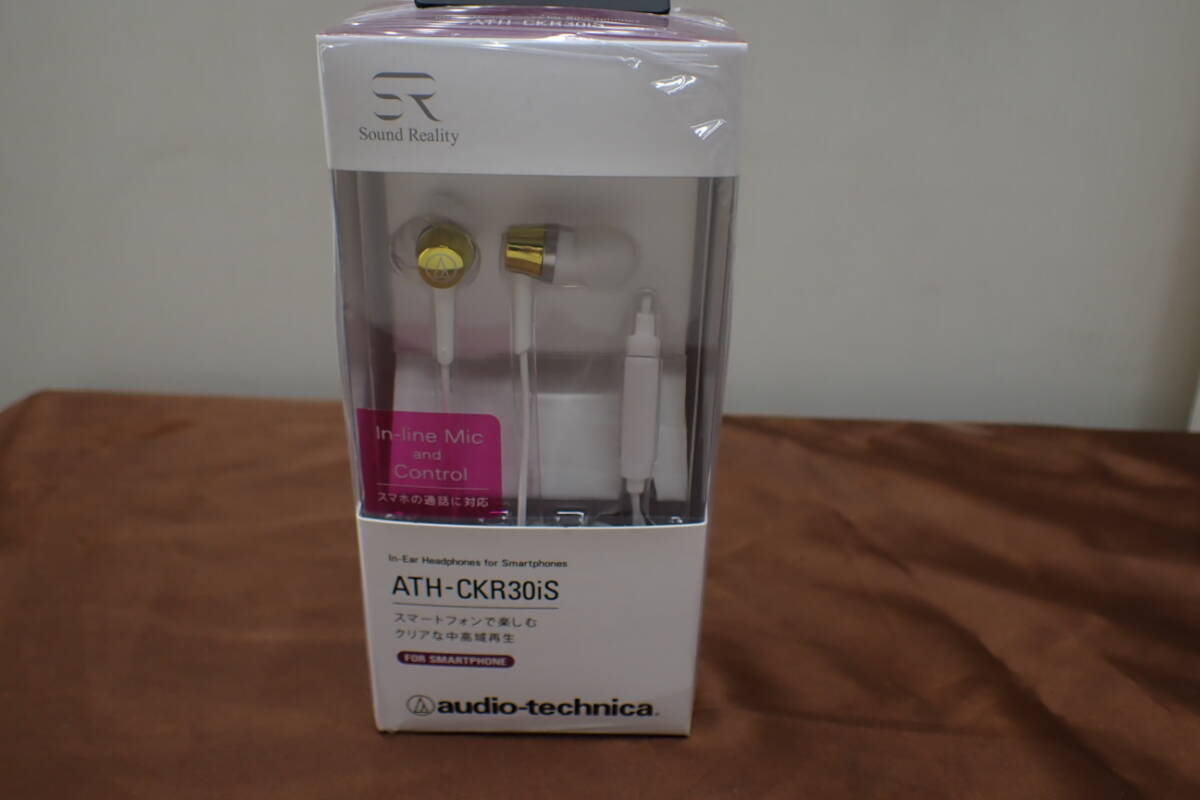 ATH-CKR30iS
SR
Sound Reality
In-line Mic
and
Control
スマホの通話に対応
In-Ear Headphones for Smartphones
ATH-CKR30iS
スマートフォンで楽しむ
クリアな中高域再生
FOR SMARTPHONE
audio-technica